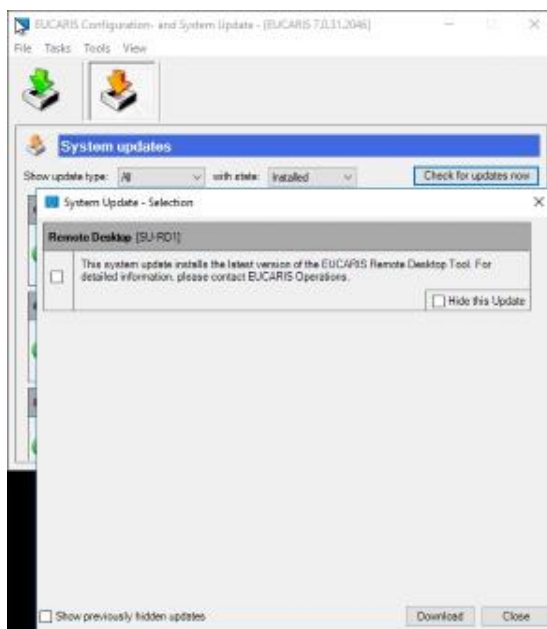 EUCARIS Configuration- and System Update - [EUCARIS 7.0.31.2046]
File Tasks Tools View
System updates
Show update type: All with state: Installed Check for updates now
System Update - Selection
Remote Desktop [SU-RD1]
This system update installs the latest version of the EUCARIS Remote Desktop Tool. For
detailed information, please contact EUCARIS Operations.
Hide this Update
Show previously hidden updates Download Close